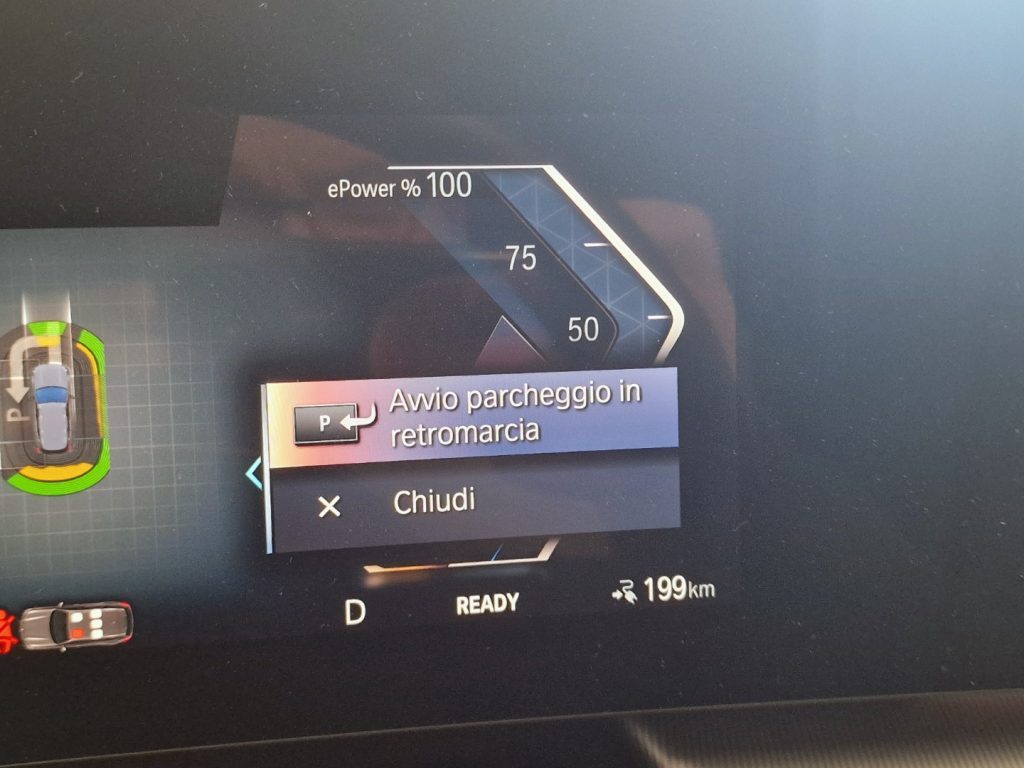 ePower % 100
75
50
P
P
Avvio parcheggio in
retromarcia
Chiudi
D
READY
199km